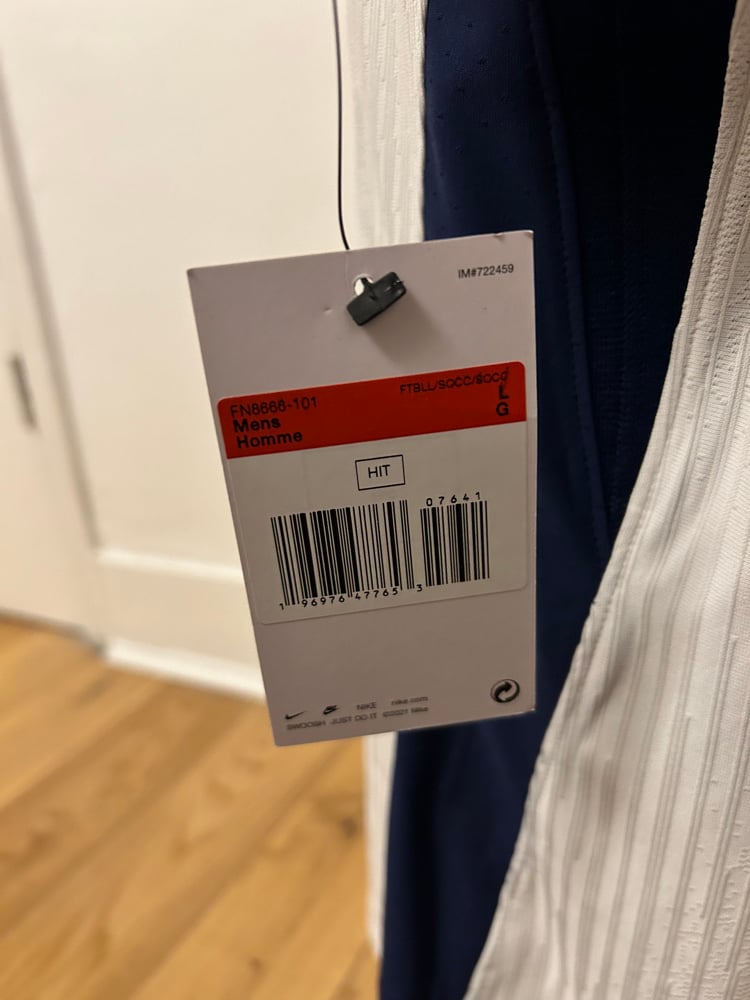 IM#722459
FN8668-101
FTBLL/SOCC/SOCC
Mens
L
Homme
G
HIT
07641
1 96976 47765 3
NIKE nike.com
SWOOSH JUST DO IT ©2021 Nike